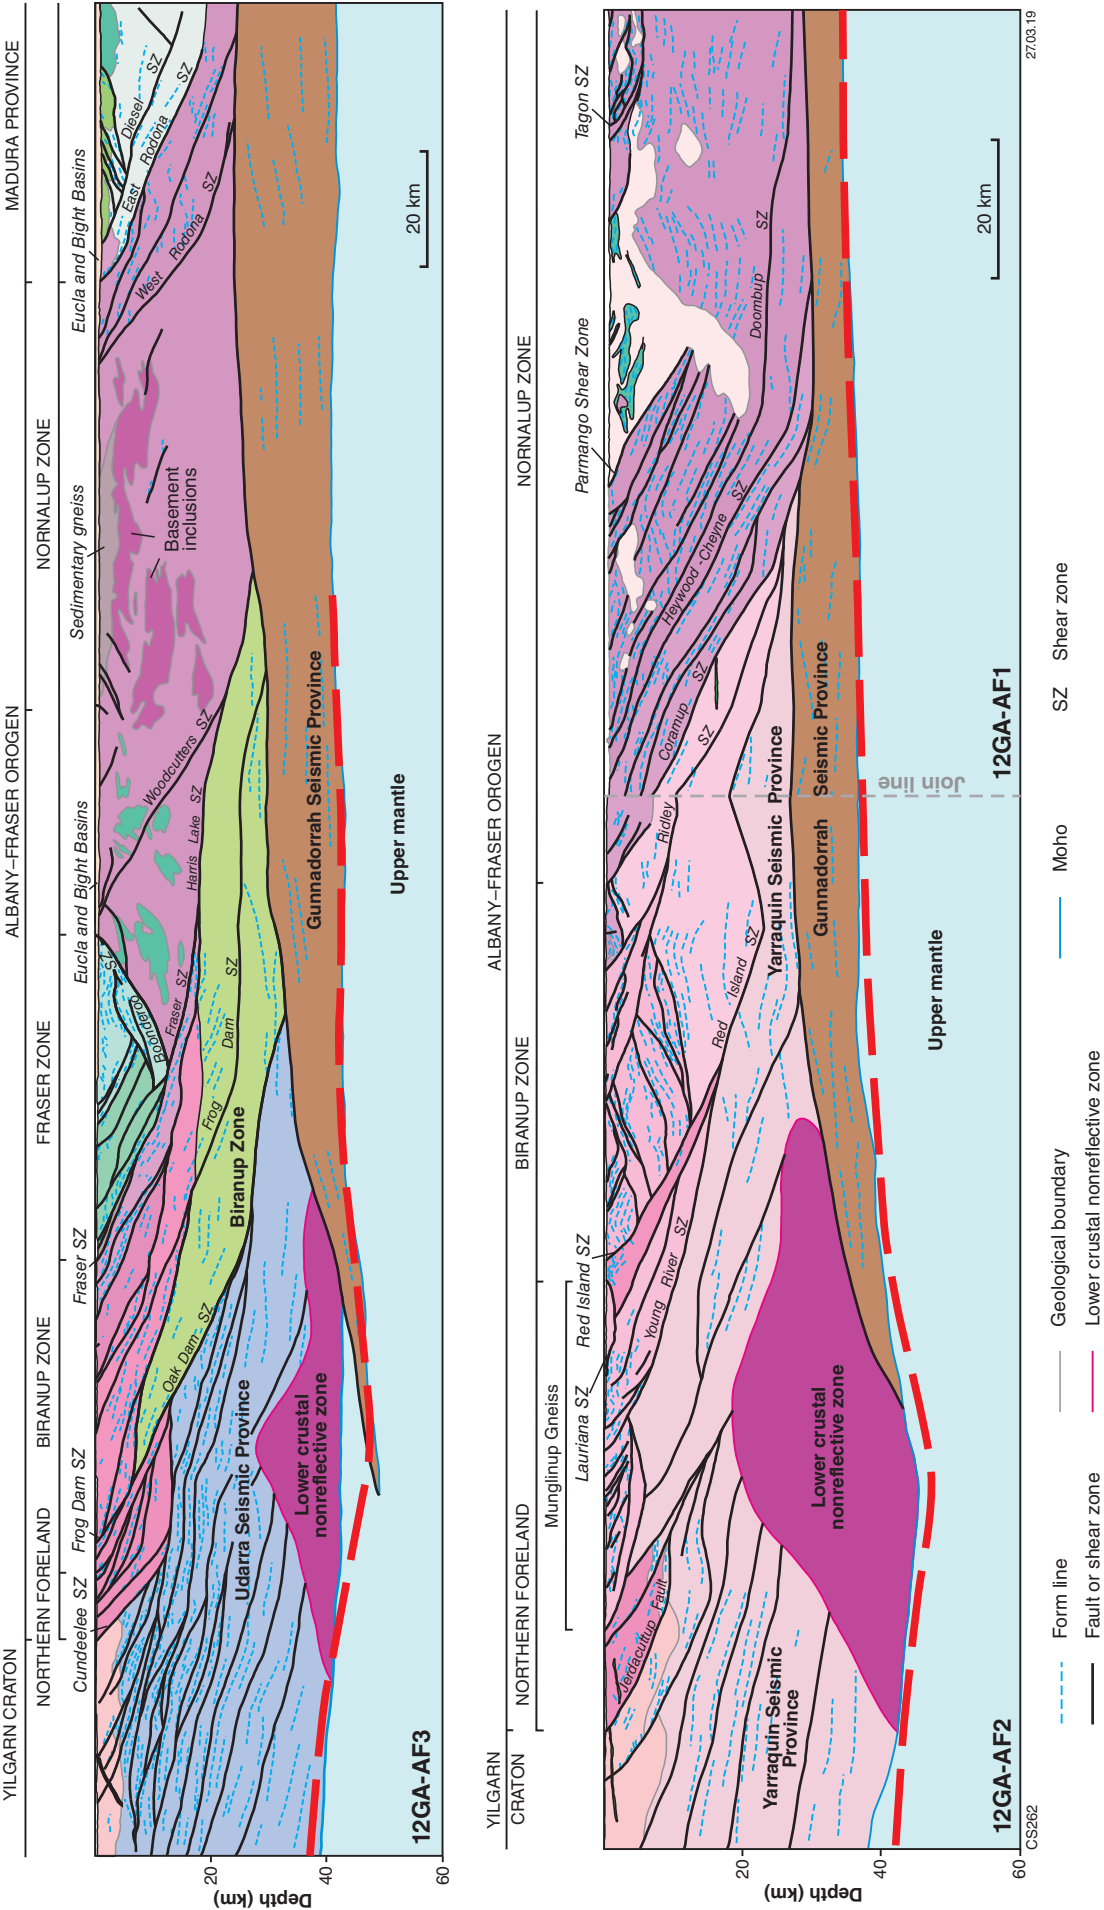 YILGARN CRATON
ALBANY–FRASER OROGEN
MADURA PROVINCE
NORTHERN FORELAND
BIRANUP ZONE
FRASER ZONE
NORNALUP ZONE
Cundeelee SZ
Frog Dam SZ
Fraser SZ
Eucla and Bight Basins
Sedimentary gneiss
Eucla and Bight Basins
Boonderoo SZ
Fraser SZ
Woodcutters SZ
Harris Lake SZ
Basement
inclusions
West Rodona SZ
East Rodona SZ
Diesel SZ
Oak Dam SZ
Frog Dam SZ
Biranup Zone
Udarra Seismic Province
Lower crustal
nonreflective zone
Gunnadorrah Seismic Province
Upper mantle
20 km
12GA-AF3
20
40
60
Depth (km)
YILGARN
CRATON
ALBANY–FRASER OROGEN
NORTHERN FORELAND
BIRANUP ZONE
NORNALUP ZONE
Munglinup Gneiss
Lauriana SZ
Red Island SZ
Parmango Shear Zone
Tagon SZ
Jerdacuttup Fault
Young River SZ
Red Island SZ
Ridley SZ
Coramup SZ
Heywood -Cheyne SZ
Doombup SZ
Yarraquin Seismic
Province
Lower crustal
nonreflective zone
Yarraquin Seismic Province
Gunnadorrah Seismic Province
Upper mantle
Join line
20 km
12GA-AF2
12GA-AF1
20
40
60
Depth (km)
CS262
27.03.19
Form line
Geological boundary
Moho
SZ Shear zone
Fault or shear zone
Lower crustal nonreflective zone